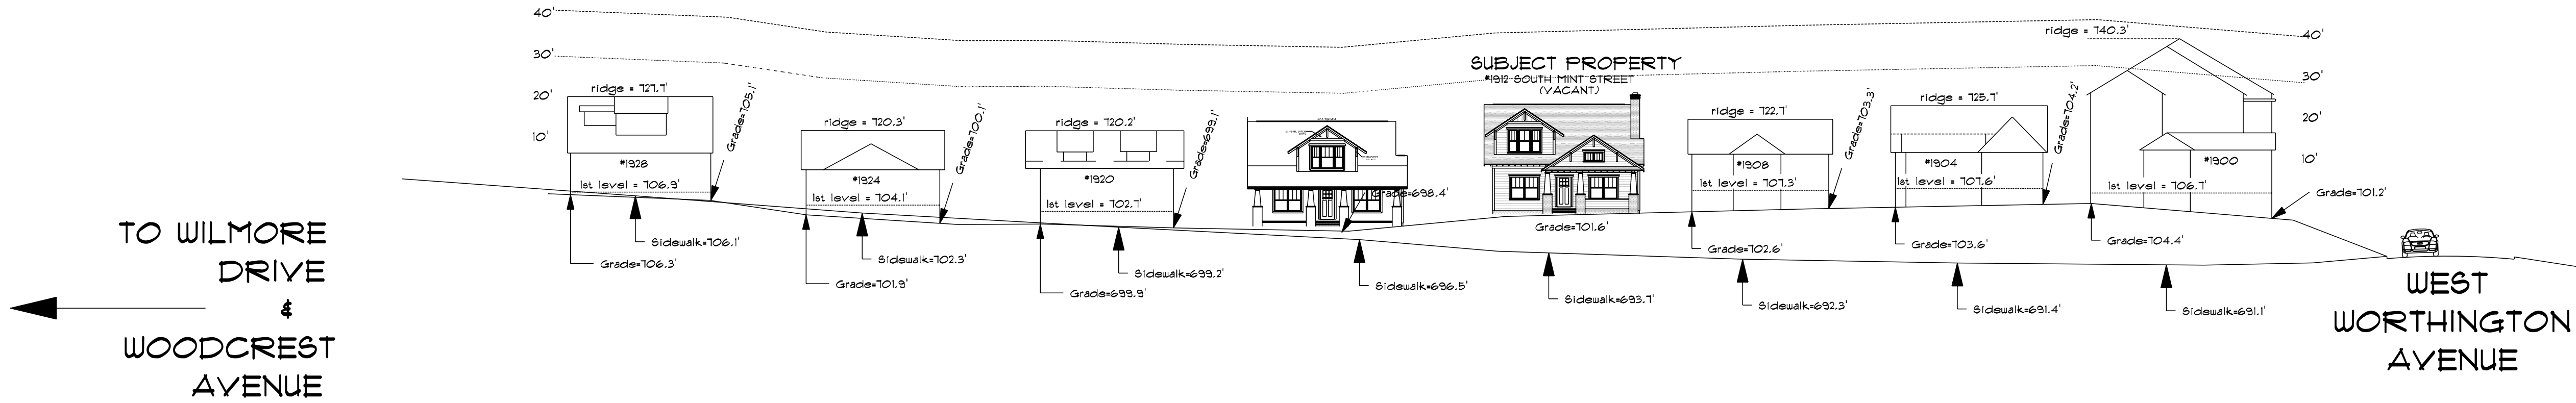 40'
30'
20'
10'
ridge = 727.7'
#1928
1st level = 706.9'
Grade=705.1'
Sidewalk=706.1'
Grade=706.3'
ridge = 720.3'
#1924
1st level = 704.1'
Grade=700.1'
Sidewalk=702.3'
Grade=701.9'
ridge = 720.2'
#1920
1st level = 702.7'
Grade=699.1'
Sidewalk=699.2'
Grade=699.9'
Grade=698.4'
Sidewalk=696.5'
SUBJECT PROPERTY
#1912 SOUTH MINT STREET
(VACANT)
Grade=701.6'
Sidewalk=693.7'
ridge = 722.7'
#1908
1st level = 707.3'
Grade=703.3'
Grade=702.6'
Sidewalk=692.3'
ridge = 725.7'
#1904
1st level = 707.6'
Grade=704.2'
Grade=703.6'
Sidewalk=691.4'
ridge = 740.3'
#1900
1st level = 706.7'
Grade=701.2'
Grade=704.4'
Sidewalk=691.1'
40'
30'
20'
10'
TO WILMORE
DRIVE
&
WOODCREST
AVENUE
WEST
WORTHINGTON
AVENUE